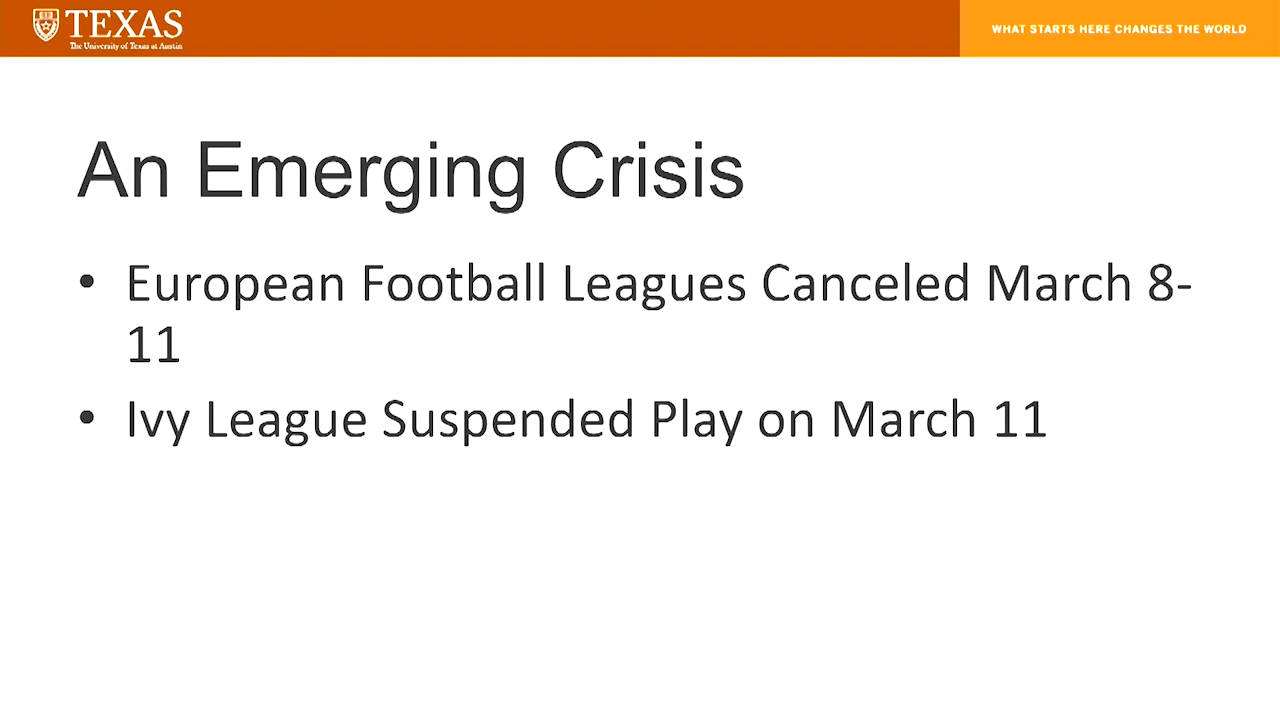 TEXAS
The University of Texas at Austin
WHAT STARTS HERE CHANGES THE WORLD
An Emerging Crisis
• European Football Leagues Canceled March 8-
11
• Ivy League Suspended Play on March 11